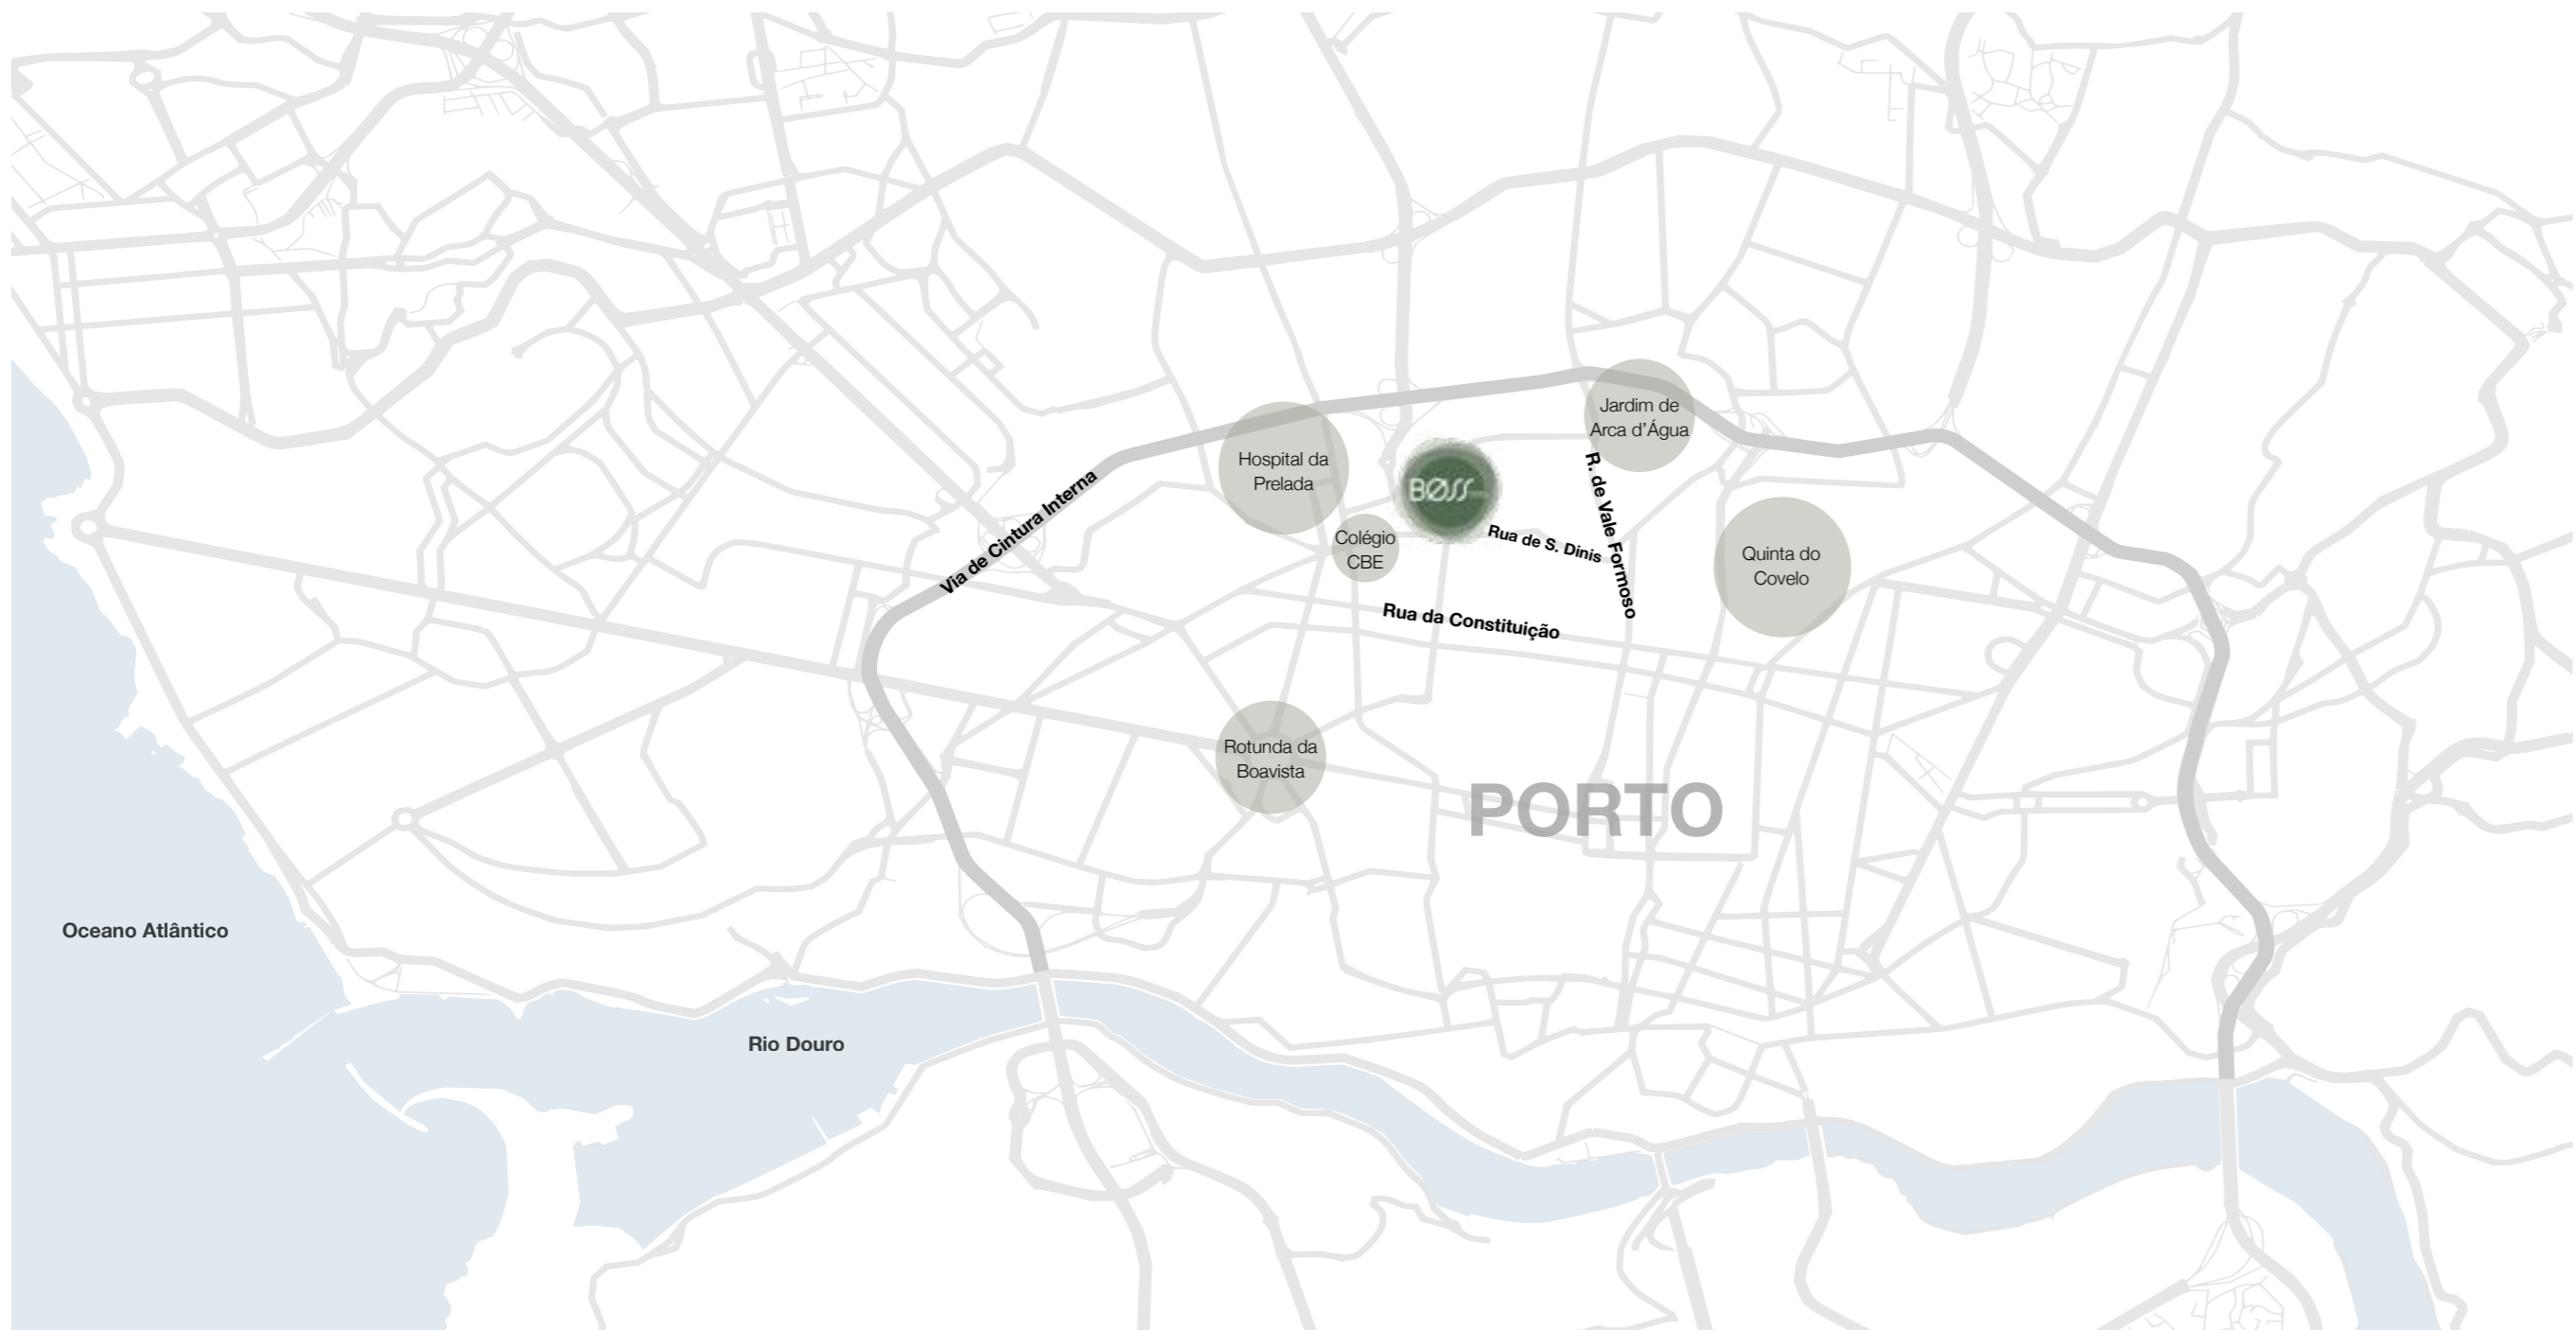 Jardim de
Arca d'Água
Hospital da
Prelada
BØSS
R. de Vale Formoso
Via de Cintura Interna
Rua de S. Dinis
Colégio
CBE
Quinta do
Covelo
Rua da Constituição
Rotunda da
Boavista
PORTO
Oceano Atlântico
Rio Douro